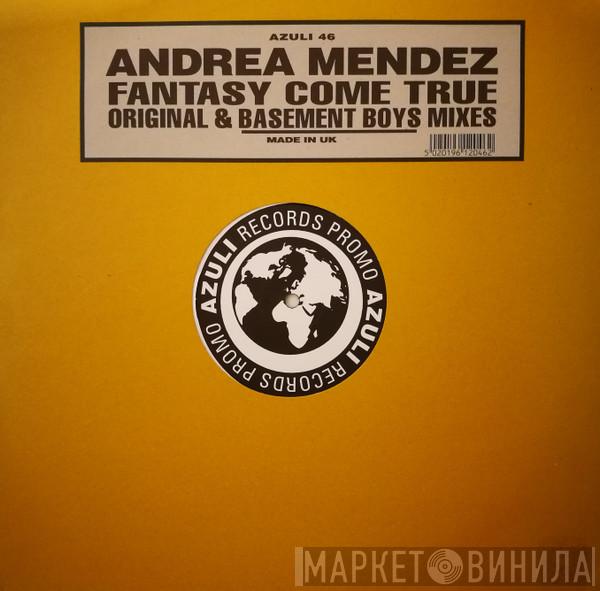 AZULI 46
ANDREA MENDEZ
FANTASY COME TRUE
ORIGINAL & BASEMENT BOYS MIXES
MADE IN UK
5 020196 120462
AZULI RECORDS PROMO AZULI RECORDS PROMO
МАРКЕТ ВИНИЛА